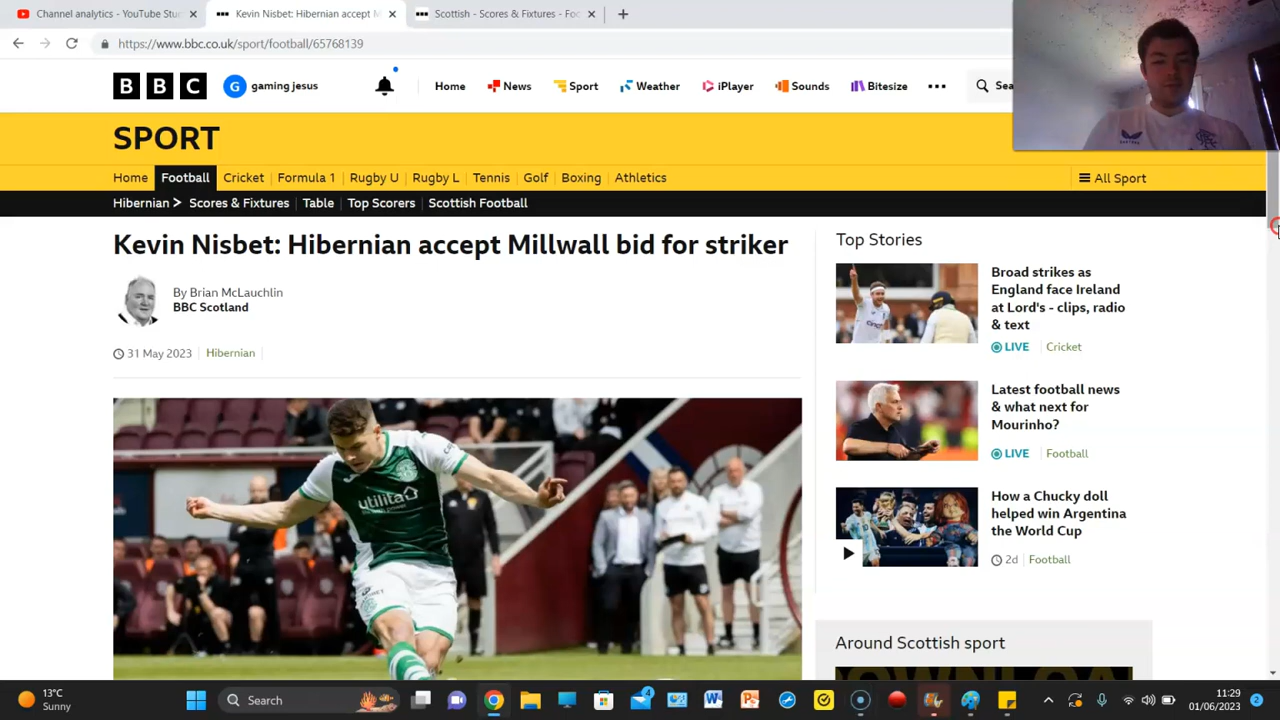 Channel analytics - YouTube Stu
Kevin Nisbet: Hibernian accept M
Scottish - Scores & Fixtures - Foo
https://www.bbc.co.uk/sport/football/65768139
BBC
G gaming jesus
Home
News
Sport
Weather
iPlayer
Sounds
Bitesize
Sea
SPORT
Home Football Cricket Formula 1 Rugby U Rugby L Tennis Golf Boxing Athletics
All Sport
Hibernian Scores & Fixtures Table Top Scorers Scottish Football
Kevin Nisbet: Hibernian accept Millwall bid for striker
By Brian McLauchlin
BBC Scotland
31 May 2023
Hibernian
utilita
Top Stories
Broad strikes as
England face Ireland
at Lord's - clips, radio
& text
LIVE Cricket
Latest football news
& what next for
Mourinho?
LIVE Football
How a Chucky doll
helped win Argentina
the World Cup
2d Football
Around Scottish sport
13°C
Sunny
Search
4
11:29
01/06/2023
2